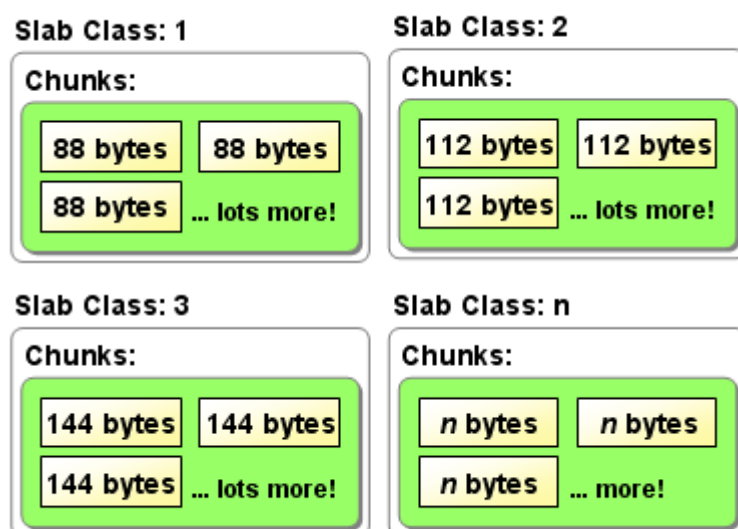 Slab Class: 1
Chunks:
88 bytes 88 bytes
88 bytes ... lots more!
Slab Class: 2
Chunks:
112 bytes 112 bytes
112 bytes ... lots more!
Slab Class: 3
Chunks:
144 bytes 144 bytes
144 bytes ... lots more!
Slab Class: n
Chunks:
n bytes n bytes
n bytes ... more!